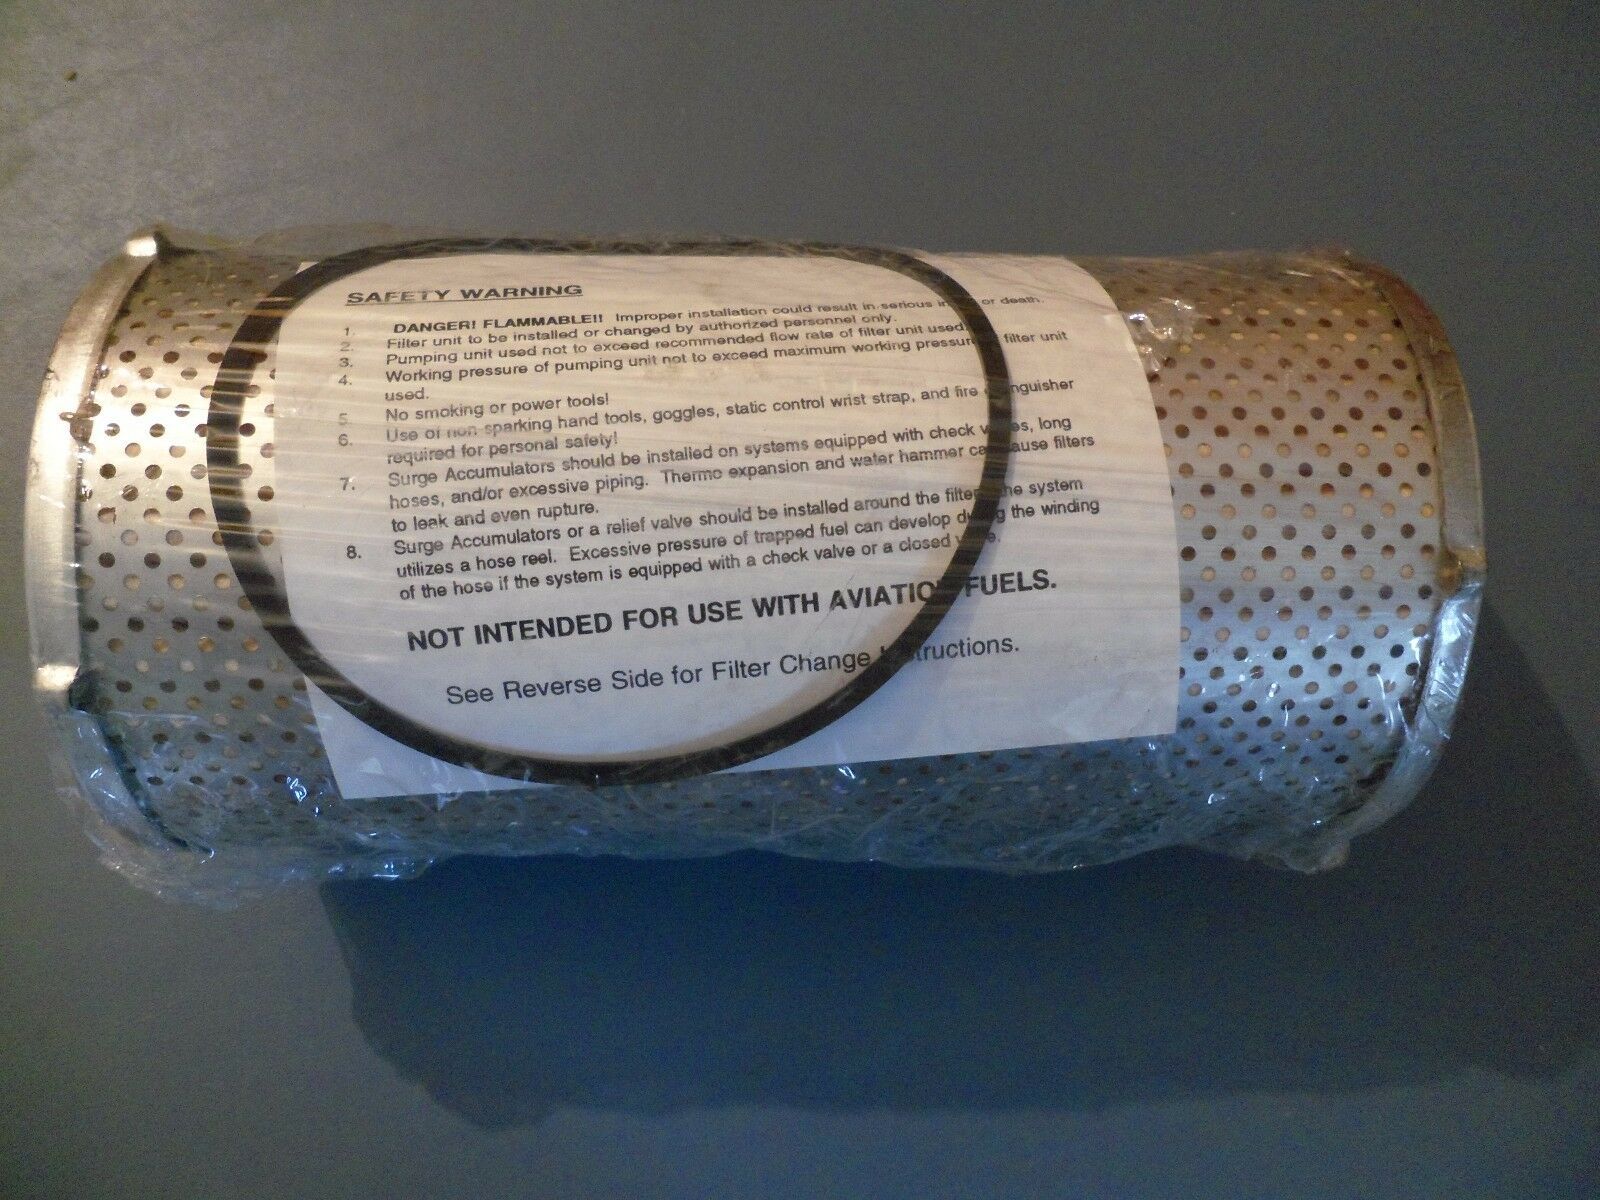 SAFETY WARNING
1. DANGER! FLAMMABLE!! Improper installation could result in serious or death.
2. Filter unit to be installed or changed by authorized personnel only.
3. Pumping unit used not to exceed recommended flow rate of filter unit used.
4. Working pressure of pumping unit not to exceed maximum working pressure filter unit
used.
5. No smoking or power tools!
6. Use of non-sparking hand tools, goggles, static control wrist strap, and fire extinguisher
required for personal safety!
7. Surge Accumulators should be installed on systems equipped with check valves, long
hoses, and/or excessive piping. Thermo expansion and water hammer can cause filters
to leak and even rupture.
8. Surge Accumulators or a relief valve should be installed around the filter the system
utilizes a hose reel. Excessive pressure of trapped fuel can develop during the winding
of the hose if the system is equipped with a check valve or a closed valve.
NOT INTENDED FOR USE WITH AVIATION FUELS.
See Reverse Side for Filter Change Instructions.